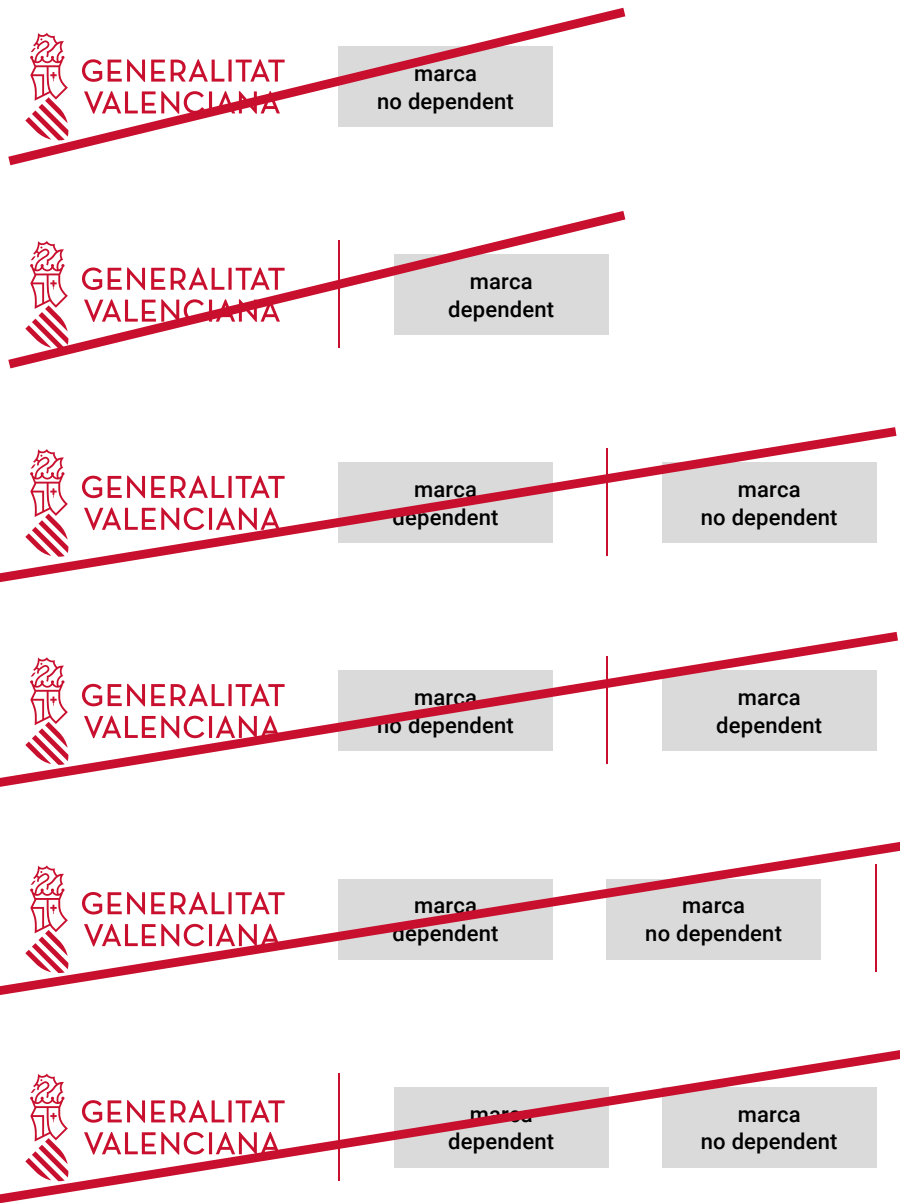 GENERALITAT
VALENCIANA
marca
no dependent
GENERALITAT
VALENCIANA
marca
dependent
GENERALITAT
VALENCIANA
marca
dependent
marca
no dependent
GENERALITAT
VALENCIANA
marca
no dependent
marca
dependent
GENERALITAT
VALENCIANA
marca
dependent
marca
no dependent
GENERALITAT
VALENCIANA
marca
dependent
marca
no dependent